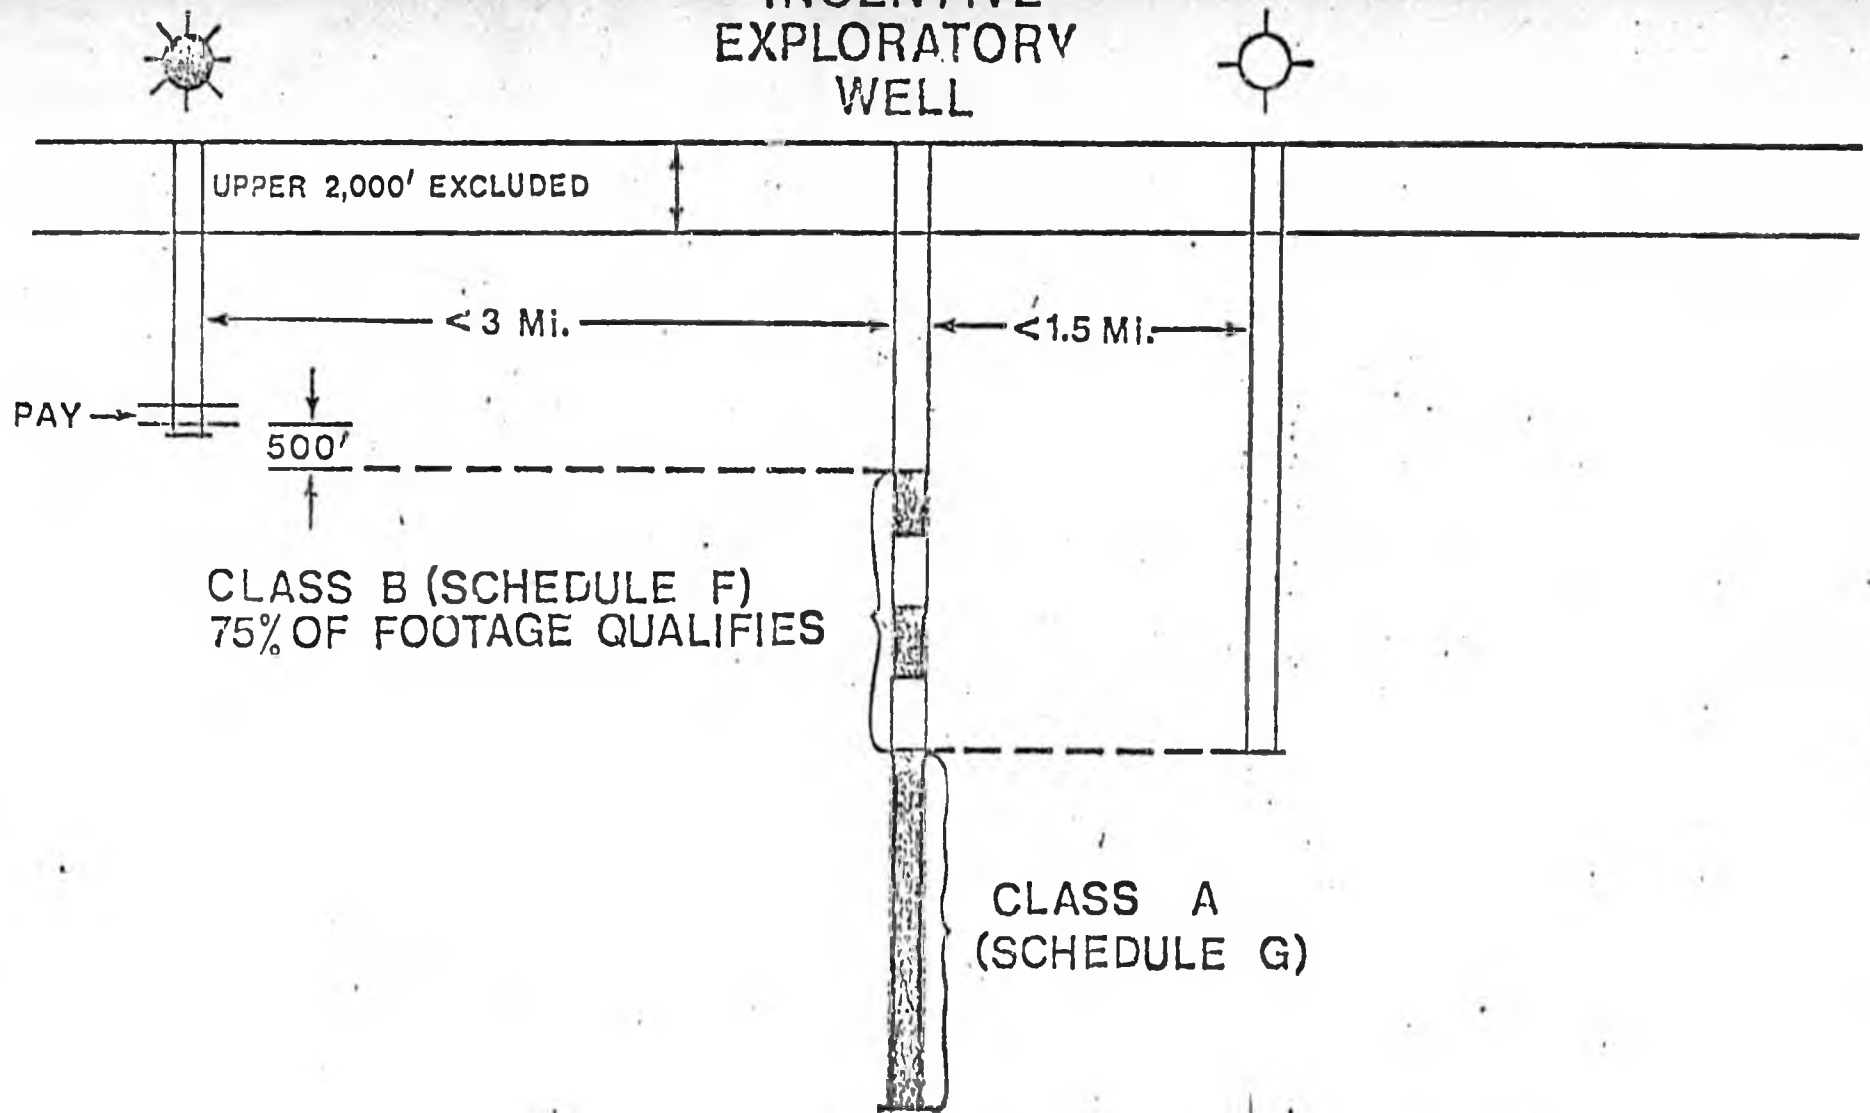 EXPLORATORY
WELL
UPPER 2,000' EXCLUDED
< 3 Mi.
< 1.5 Mi.
PAY
500'
CLASS B (SCHEDULE F)
75% OF FOOTAGE QUALIFIES
CLASS A
(SCHEDULE G)